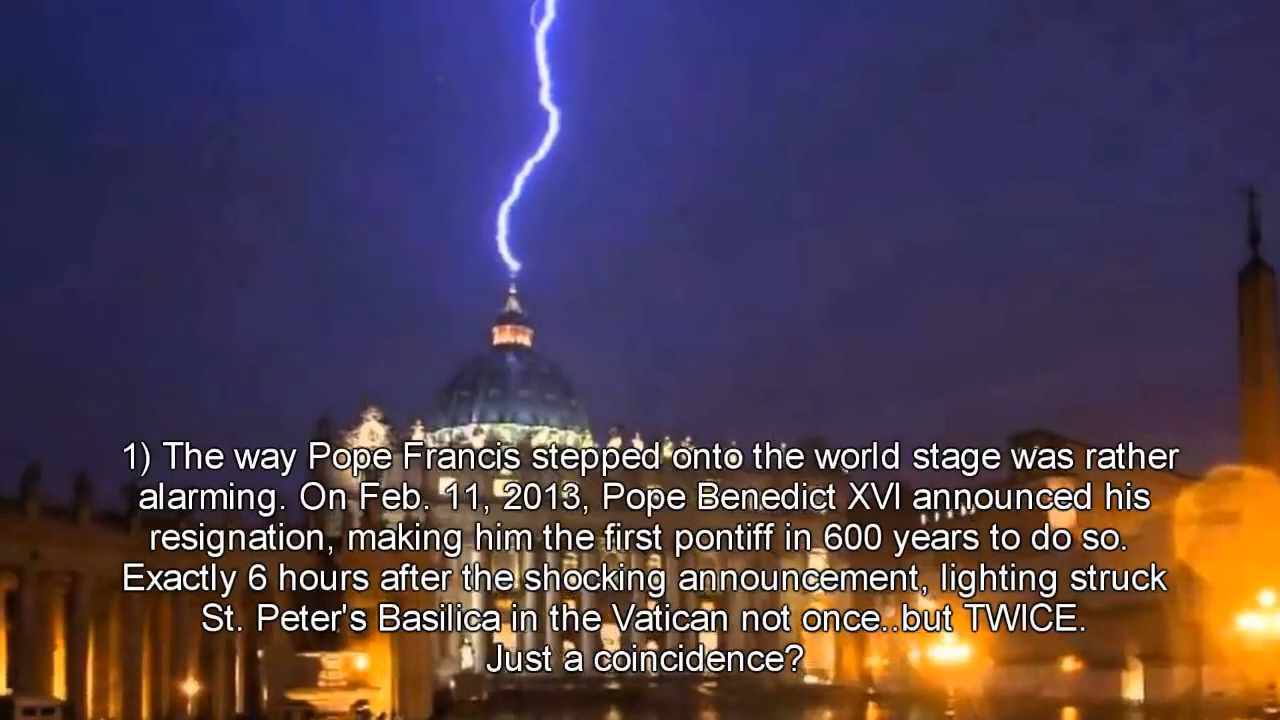 1) The way Pope Francis stepped onto the world stage was rather
alarming. On Feb. 11, 2013, Pope Benedict XVI announced his
resignation, making him the first pontiff in 600 years to do so.
Exactly 6 hours after the shocking announcement, lighting struck
St. Peter's Basilica in the Vatican not once..but TWICE.
Just a coincidence?